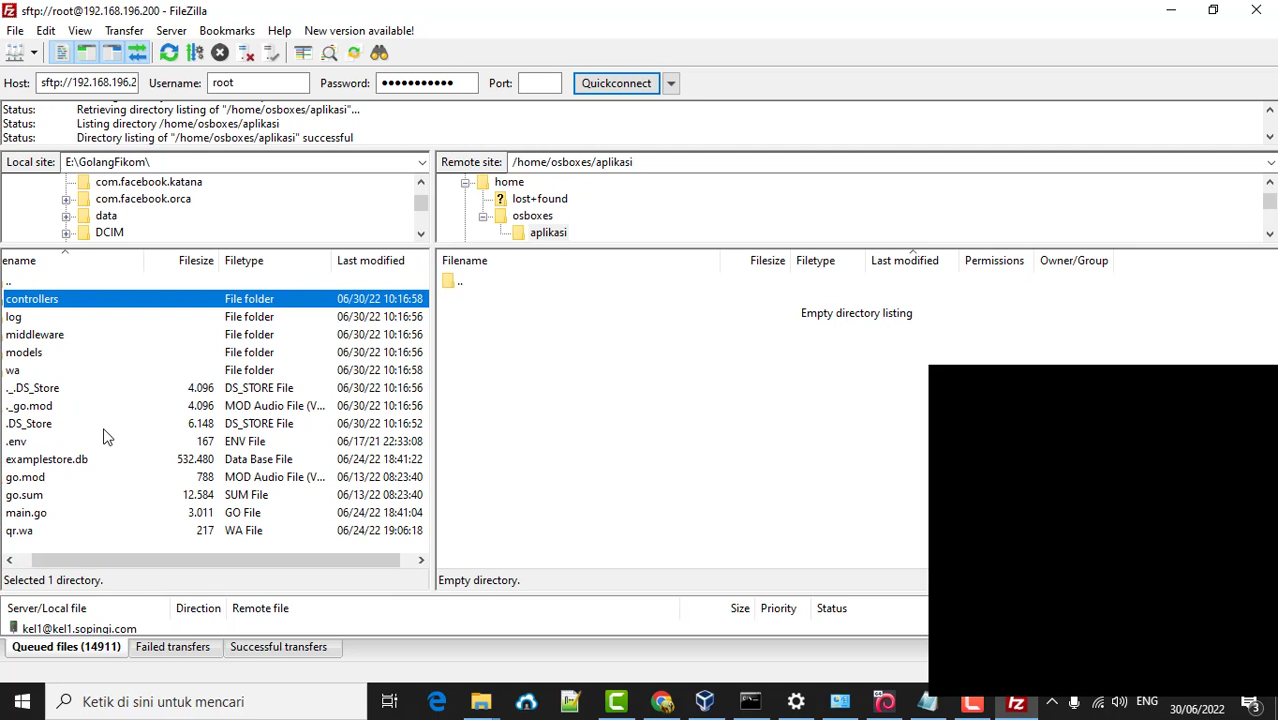 sftp://root@192.168.196.200 - FileZilla
File Edit View Transfer Server Bookmarks Help New version available!
Host: sftp://192.168.196.2 Username: root Password: ●●●●●●●●●●● Port: Quickconnect
Status: Retrieving directory listing of "/home/osboxes/aplikasi"...
Status: Listing directory /home/osboxes/aplikasi
Status: Directory listing of "/home/osboxes/aplikasi" successful
Local site: E:\GolangFikom\
com.facebook.katana
com.facebook.orca
data
DCIM
ename Filesize Filetype Last modified
..
controllers File folder 06/30/22 10:16:58
log File folder 06/30/22 10:16:56
middleware File folder 06/30/22 10:16:56
models File folder 06/30/22 10:16:56
wa File folder 06/30/22 10:16:58
._.DS_Store 4.096 DS_STORE File 06/30/22 10:16:56
._go.mod 4.096 MOD Audio File (V... 06/30/22 10:16:56
.DS_Store 6.148 DS_STORE File 06/30/22 10:16:52
.env 167 ENV File 06/17/21 22:33:08
examplestore.db 532.480 Data Base File 06/24/22 18:41:22
go.mod 788 MOD Audio File (V... 06/13/22 08:23:40
go.sum 12.584 SUM File 06/13/22 08:23:40
main.go 3.011 GO File 06/24/22 18:41:04
qr.wa 217 WA File 06/24/22 19:06:18
Selected 1 directory.
Remote site: /home/osboxes/aplikasi
home
? lost+found
osboxes
aplikasi
Filename Filesize Filetype Last modified Permissions Owner/Group
..
Empty directory listing
Empty directory.
Server/Local file Direction Remote file Size Priority Status
kel1@kel1.sopingi.com
Queued files (14911) Failed transfers Successful transfers
Ketik di sini untuk mencari
ENG
30/06/2022
3